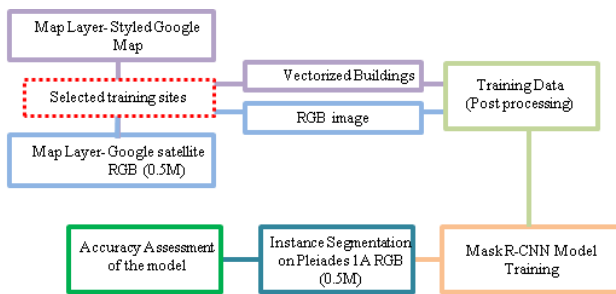 Map Layer-Styled Google
Map
Selected training sites
Map Layer- Google satellite
RGB (0.5M)
Vectorized Buildings
RGB image
Training Data
(Post processing)
Accuracy Assessment
of the model
Instance Segmentation
on Pleiades 1A RGB
(0.5M)
Mask R-CNN Model
Training